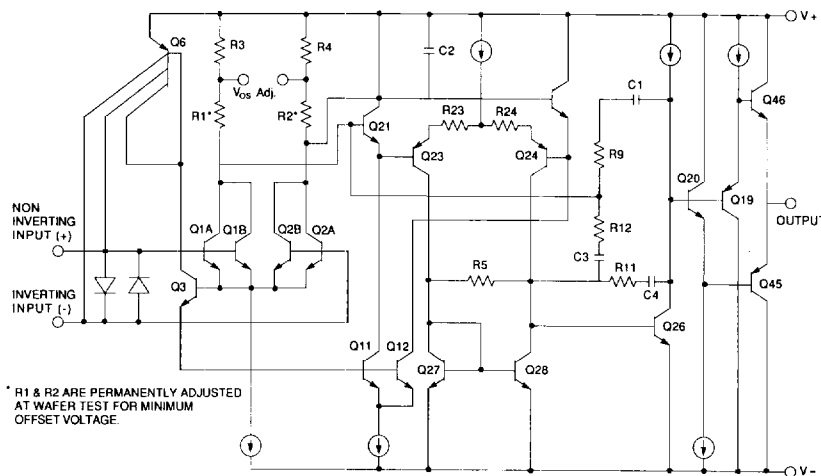 V+
Q6
R3
R4
C2
VOS Adj.
R1*
R2*
Q21
R23
R24
C1
Q46
Q23
Q24
R9
Q20
Q19
OUTPUT
NON
INVERTING
INPUT (+)
Q1A
Q1B
Q2B
Q2A
R12
C3
R5
R11
C4
Q45
INVERTING
INPUT (-)
Q3
Q26
Q11
Q12
Q27
Q28
* R1 & R2 ARE PERMANENTLY ADJUSTED
AT WAFER TEST FOR MINIMUM
OFFSET VOLTAGE.
V-